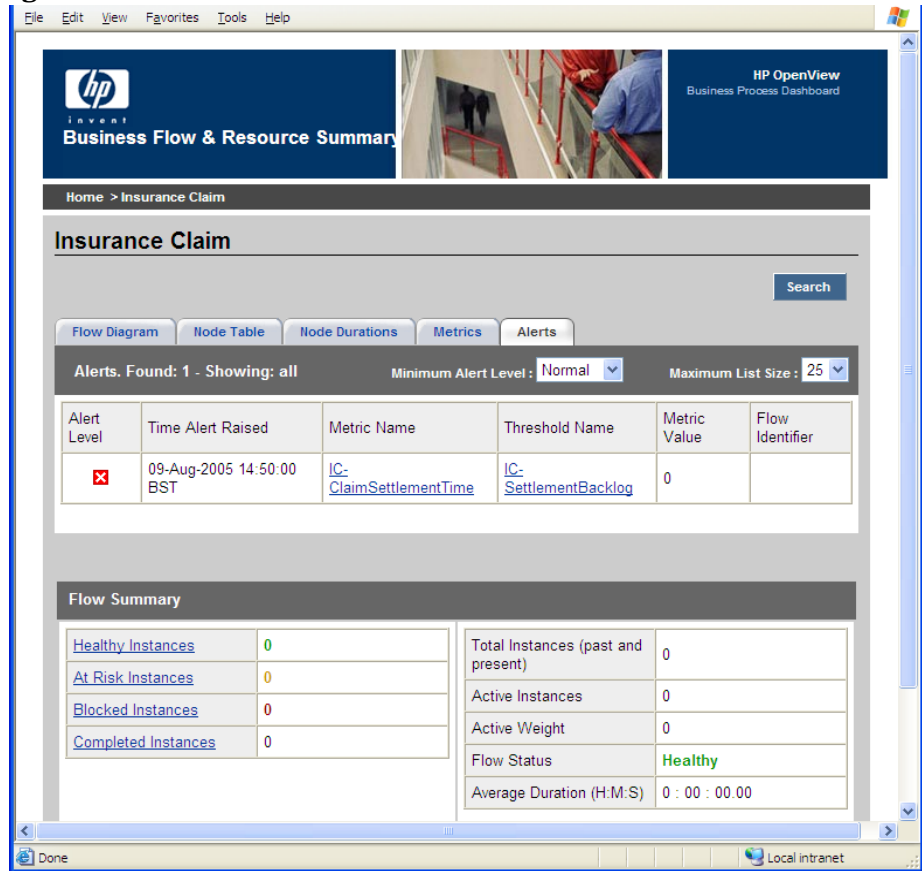 File Edit View Favorites Tools Help
hp
invent
HP OpenView
Business Process Dashboard
Business Flow & Resource Summary
Home > Insurance Claim
Insurance Claim
Search
Flow Diagram Node Table Node Durations Metrics Alerts
Alerts. Found: 1 - Showing: all Minimum Alert Level : Normal Maximum List Size : 25
Alert Level Time Alert Raised Metric Name Threshold Name Metric Value Flow Identifier
09-Aug-2005 14:50:00 BST IC-ClaimSettlementTime IC-SettlementBacklog 0
Flow Summary
Healthy Instances 0
At Risk Instances 0
Blocked Instances 0
Completed Instances 0
Total Instances (past and present) 0
Active Instances 0
Active Weight 0
Flow Status Healthy
Average Duration (H:M:S) 0 : 00 : 00.00
Done Local intranet